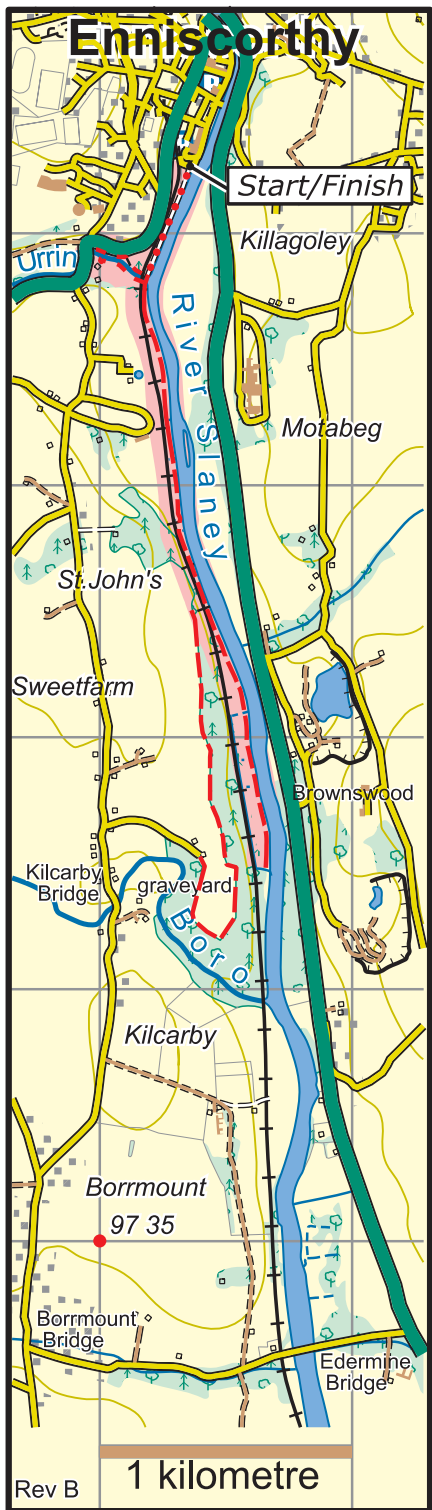 Enniscorthy
Start/Finish
Killagoley
Urrin
River Slaney
Motabeg
St.John's
Sweetfarm
Brownswood
Kilcarby
Bridge
graveyard
Boro
Kilcarby
Borrmount
97 35
Borrmount
Bridge
Edermine
Bridge
1 kilometre
Rev B